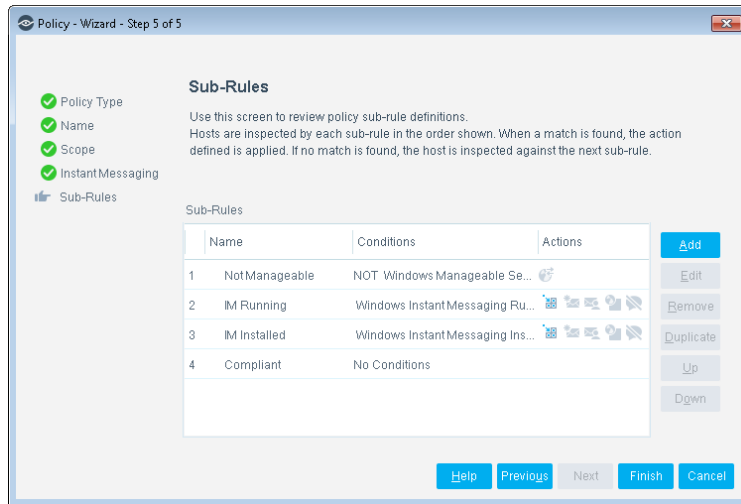 Policy - Wizard - Step 5 of 5
Policy Type
Name
Scope
Instant Messaging
Sub-Rules
Sub-Rules
Use this screen to review policy sub-rule definitions.
Hosts are inspected by each sub-rule in the order shown. When a match is found, the action
defined is applied. If no match is found, the host is inspected against the next sub-rule.
Sub-Rules
Name Conditions Actions
1 Not Manageable NOT Windows Manageable Se...
2 IM Running Windows Instant Messaging Ru...
3 IM Installed Windows Instant Messaging Ins...
4 Compliant No Conditions
Add
Edit
Remove
Duplicate
Up
Down
Help Previous Next Finish Cancel